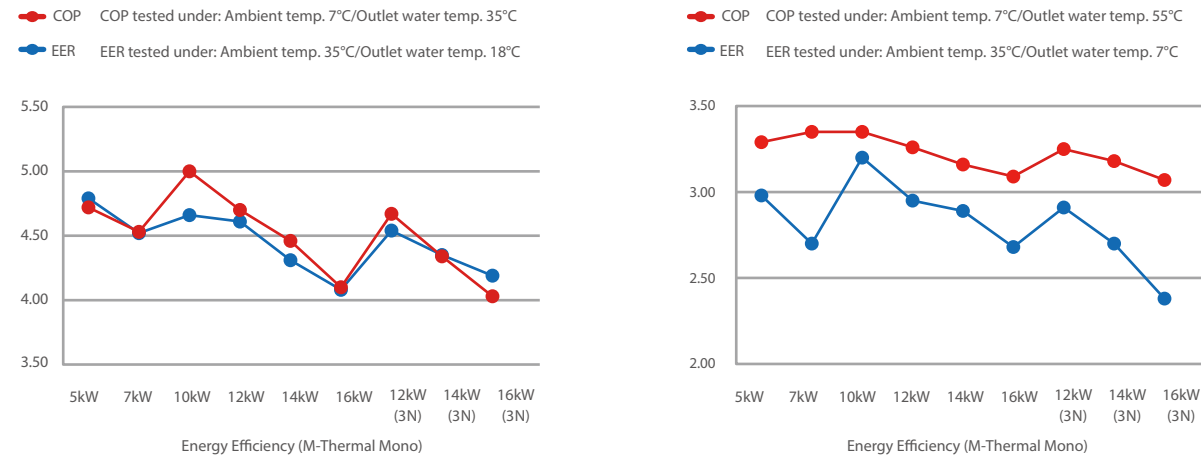 COP COP tested under: Ambient temp. 7°C/Outlet water temp. 35°C
EER EER tested under: Ambient temp. 35°C/Outlet water temp. 18°C
5.50
5.00
4.50
4.00
3.50
5kW 7kW 10kW 12kW 14kW 16kW 12kW 14kW 16kW
(3N) (3N) (3N)
Energy Efficiency (M-Thermal Mono)
COP COP tested under: Ambient temp. 7°C/Outlet water temp. 55°C
EER EER tested under: Ambient temp. 35°C/Outlet water temp. 7°C
3.50
3.00
2.50
2.00
5kW 7kW 10kW 12kW 14kW 16kW 12kW 14kW 16kW
(3N) (3N) (3N)
Energy Efficiency (M-Thermal Mono)